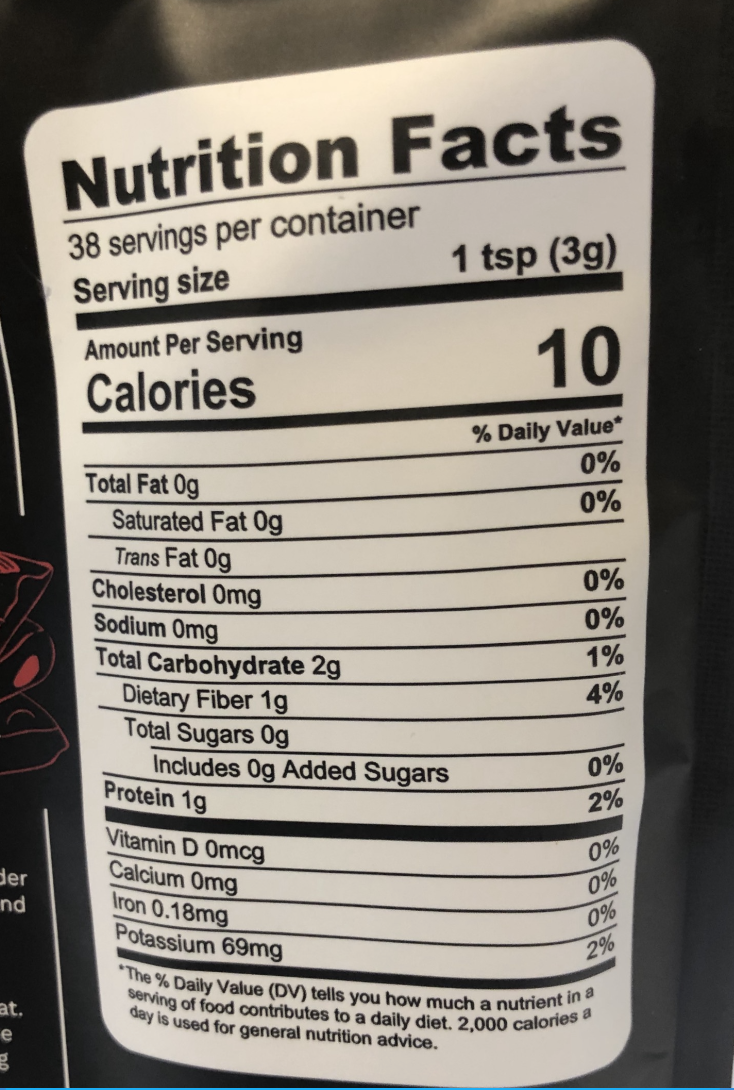 Nutrition Facts
38 servings per container
Serving size 1 tsp (3g)
Amount Per Serving
Calories 10
% Daily Value*
Total Fat 0g 0%
Saturated Fat 0g 0%
Trans Fat 0g
Cholesterol 0mg 0%
Sodium 0mg 0%
Total Carbohydrate 2g 1%
Dietary Fiber 1g 4%
Total Sugars 0g
Includes 0g Added Sugars 0%
Protein 1g 2%
Vitamin D 0mcg 0%
Calcium 0mg 0%
Iron 0.18mg 0%
Potassium 69mg 2%
*The % Daily Value (DV) tells you how much a nutrient in a
serving of food contributes to a daily diet. 2,000 calories a
day is used for general nutrition advice.